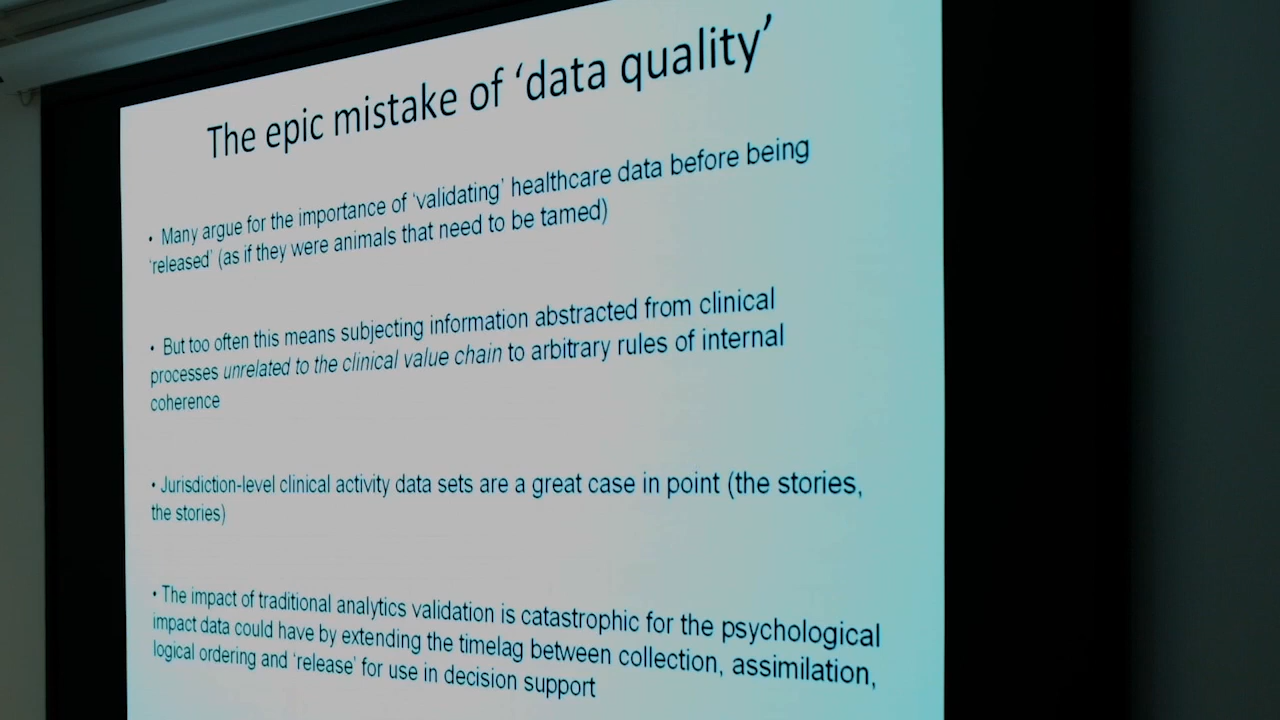 The epic mistake of ‘data quality’
• Many argue for the importance of ‘validating’ healthcare data before being
‘released’ (as if they were animals that need to be tamed)
• But too often this means subjecting information abstracted from clinical
processes unrelated to the clinical value chain to arbitrary rules of internal
coherence
• Jurisdiction-level clinical activity data sets are a great case in point (the stories,
the stories)
• The impact of traditional analytics validation is catastrophic for the psychological
impact data could have by extending the timelag between collection, assimilation,
logical ordering and ‘release’ for use in decision support